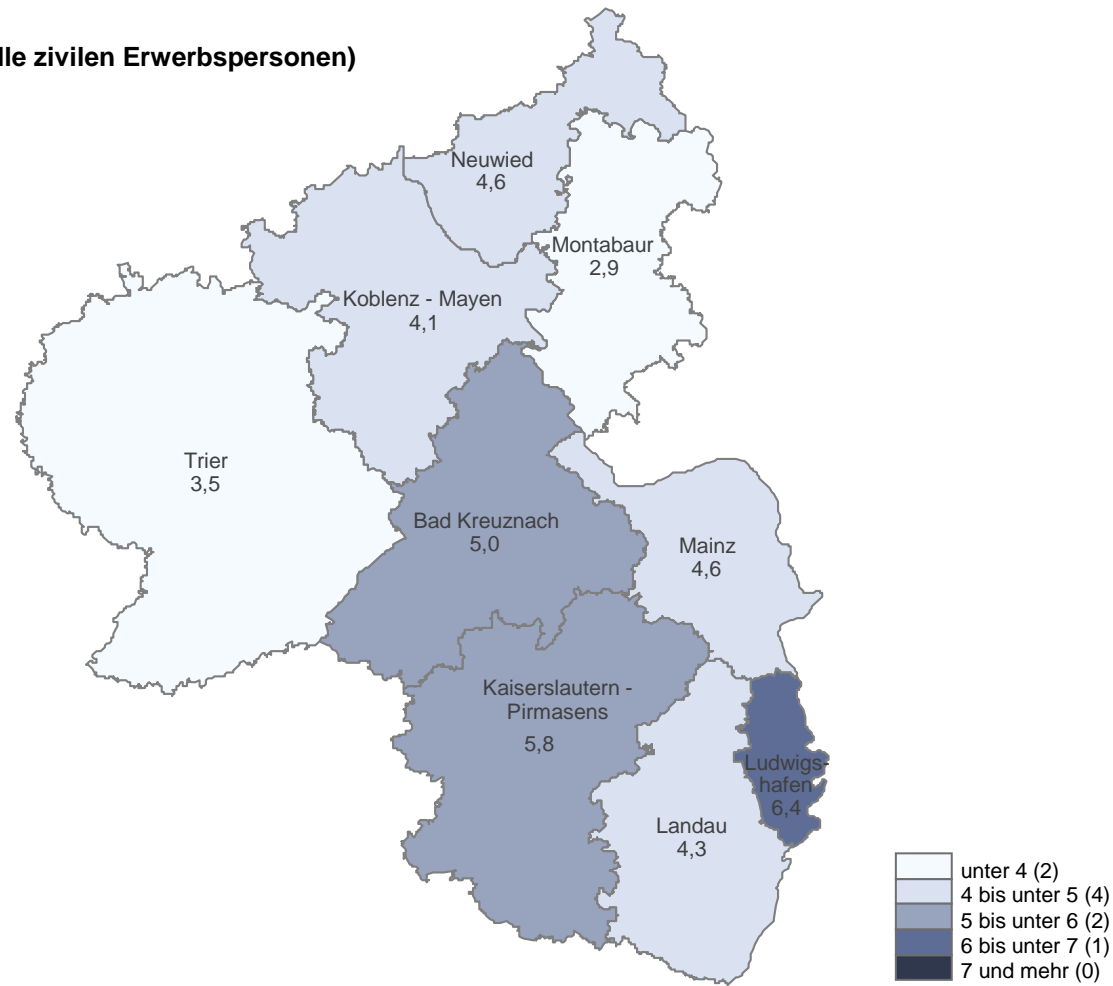 lle zivilen Erwerbspersonen)
Neuwied
4,6
Montabaur
2,9
Koblenz - Mayen
4,1
Trier
3,5
Bad Kreuznach
5,0
Mainz
4,6
Kaiserslautern -
Pirmasens
5,8
Ludwigs-
hafen
6,4
Landau
4,3
unter 4 (2)
4 bis unter 5 (4)
5 bis unter 6 (2)
6 bis unter 7 (1)
7 und mehr (0)